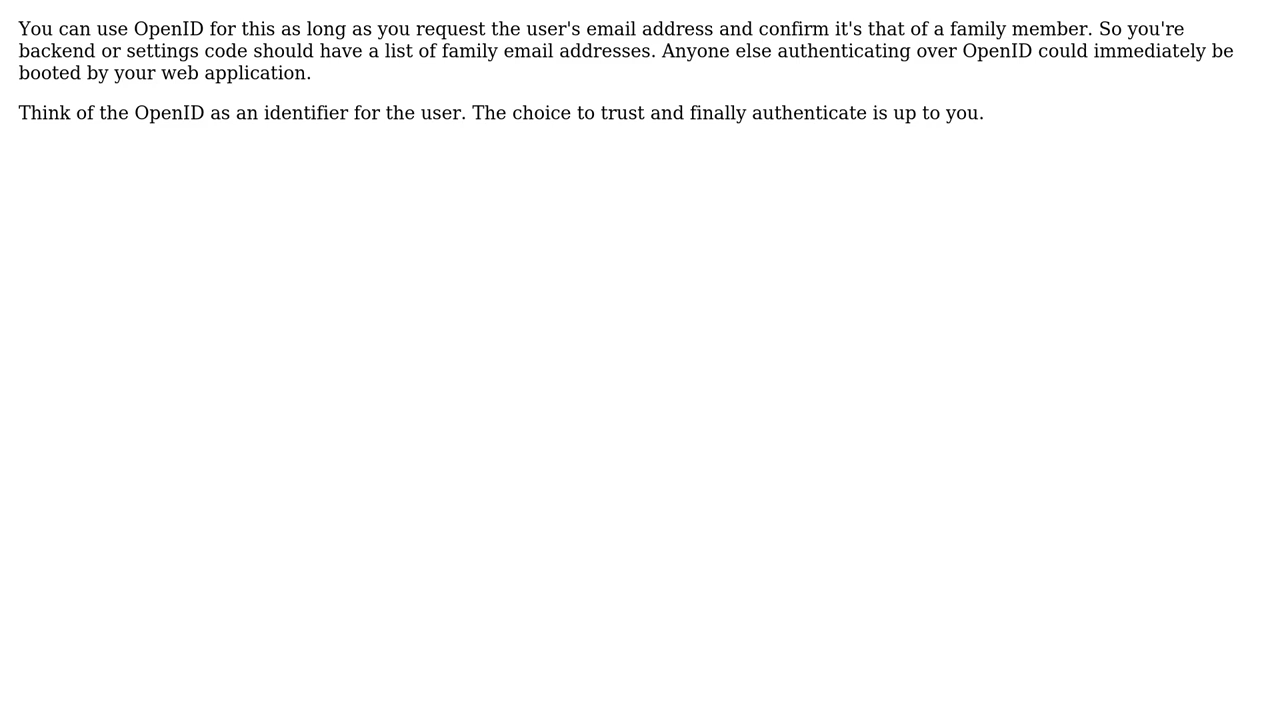 You can use OpenID for this as long as you request the user's email address and confirm it's that of a family member. So you're
backend or settings code should have a list of family email addresses. Anyone else authenticating over OpenID could immediately be
booted by your web application.
Think of the OpenID as an identifier for the user. The choice to trust and finally authenticate is up to you.